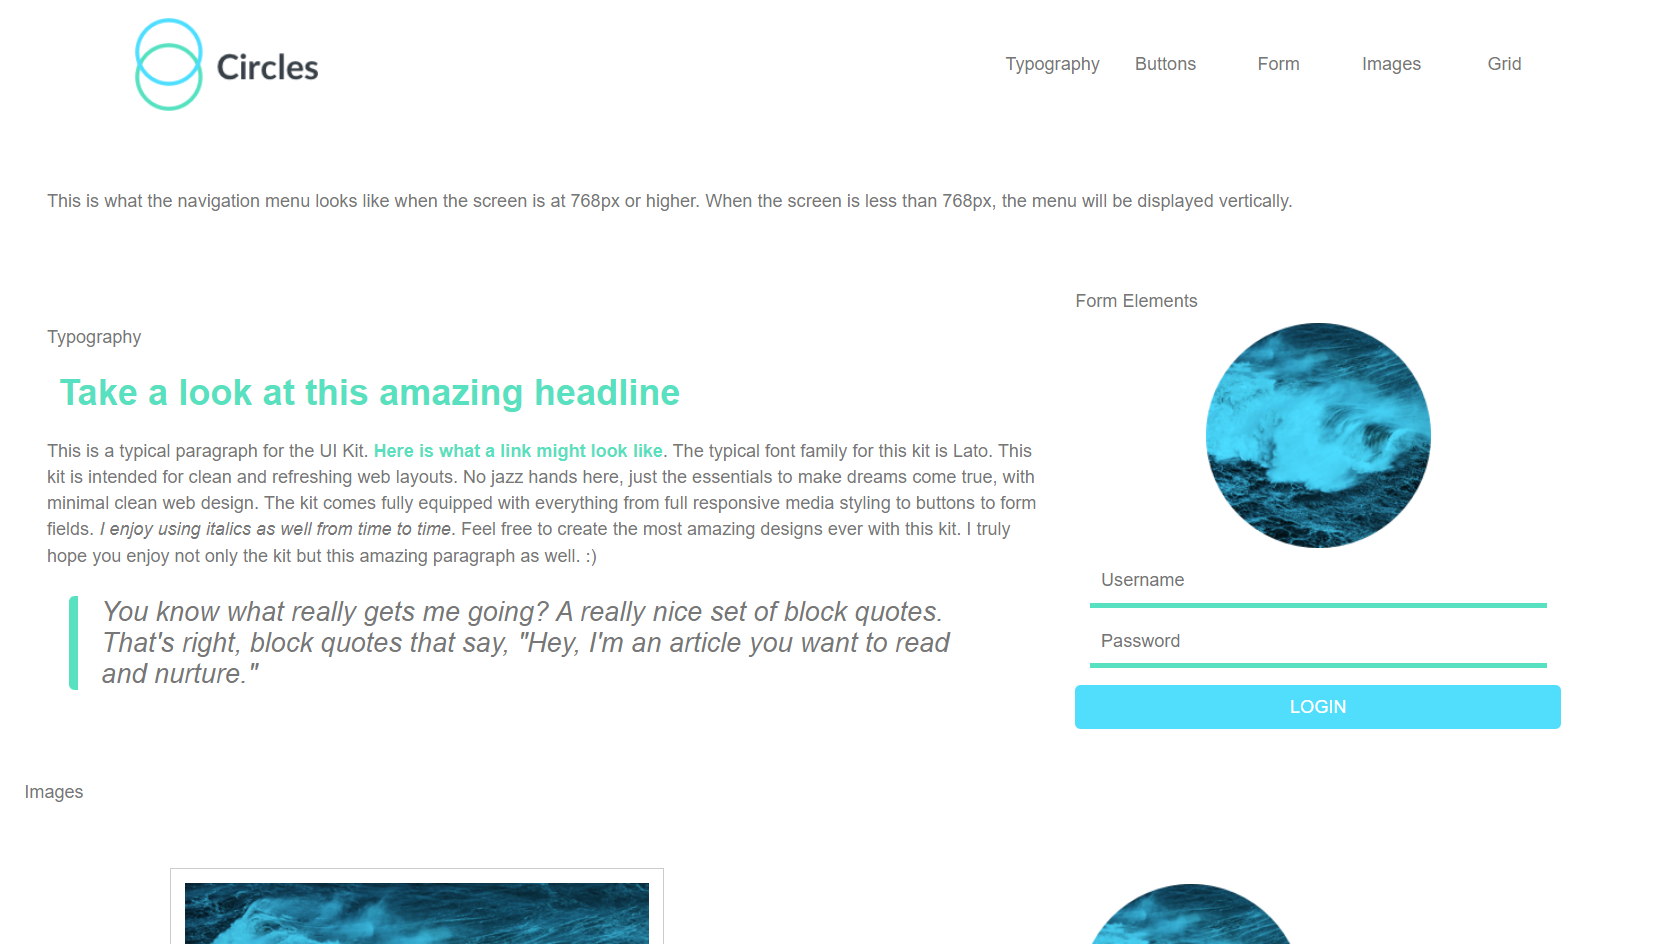 Circles
Typography Buttons Form Images Grid
This is what the navigation menu looks like when the screen is at 768px or higher. When the screen is less than 768px, the menu will be displayed vertically.
Typography
Take a look at this amazing headline
This is a typical paragraph for the UI Kit. Here is what a link might look like. The typical font family for this kit is Lato. This
kit is intended for clean and refreshing web layouts. No jazz hands here, just the essentials to make dreams come true, with
minimal clean web design. The kit comes fully equipped with everything from full responsive media styling to buttons to form
fields. I enjoy using italics as well from time to time. Feel free to create the most amazing designs ever with this kit. I truly
hope you enjoy not only the kit but this amazing paragraph as well. :)
You know what really gets me going? A really nice set of block quotes.
That's right, block quotes that say, "Hey, I'm an article you want to read
and nurture."
Form Elements
Username
Password
LOGIN
Images